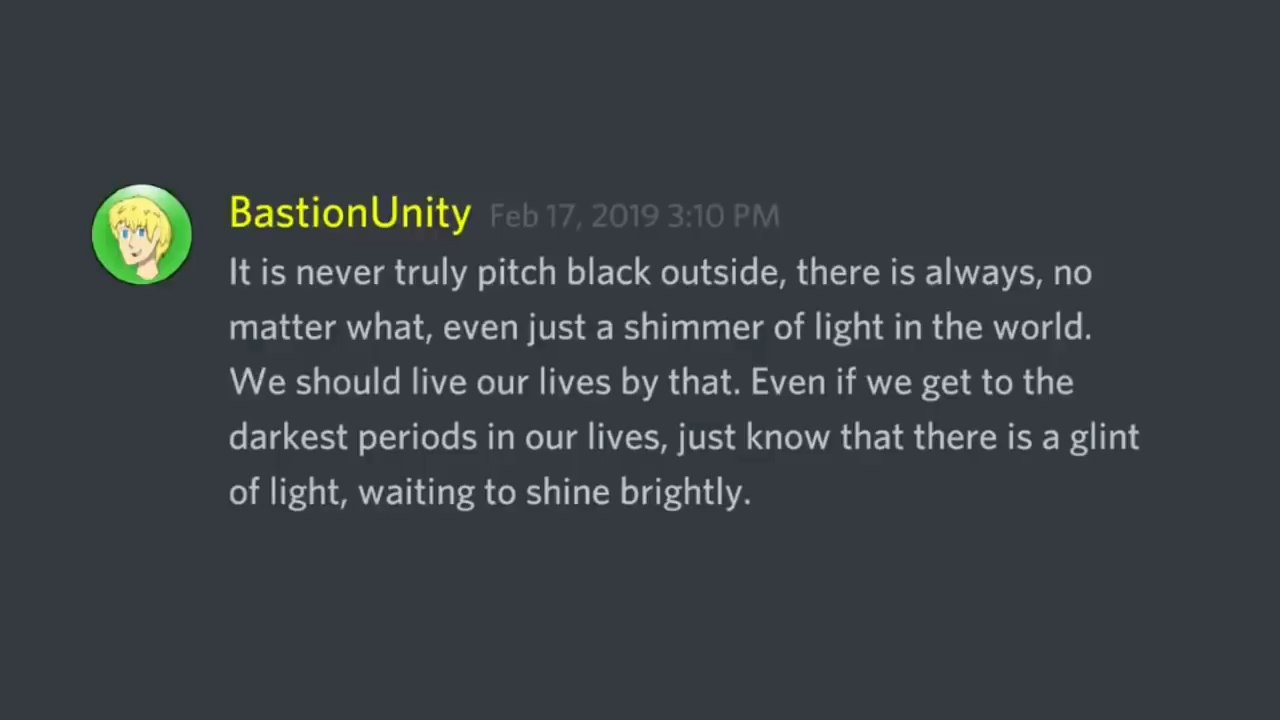 BastionUnity Feb 17, 2019 3:10 PM
It is never truly pitch black outside, there is always, no
matter what, even just a shimmer of light in the world.
We should live our lives by that. Even if we get to the
darkest periods in our lives, just know that there is a glint
of light, waiting to shine brightly.